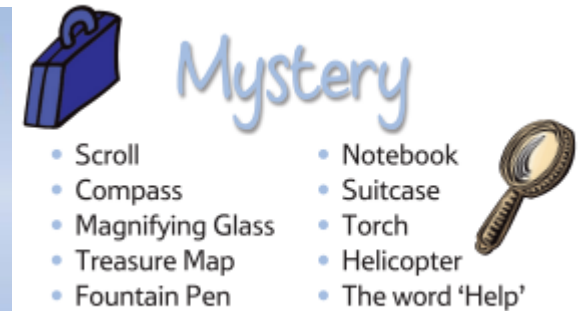 Mystery
• Scroll
• Compass
• Magnifying Glass
• Treasure Map
• Fountain Pen
• Notebook
• Suitcase
• Torch
• Helicopter
• The word ‘Help’